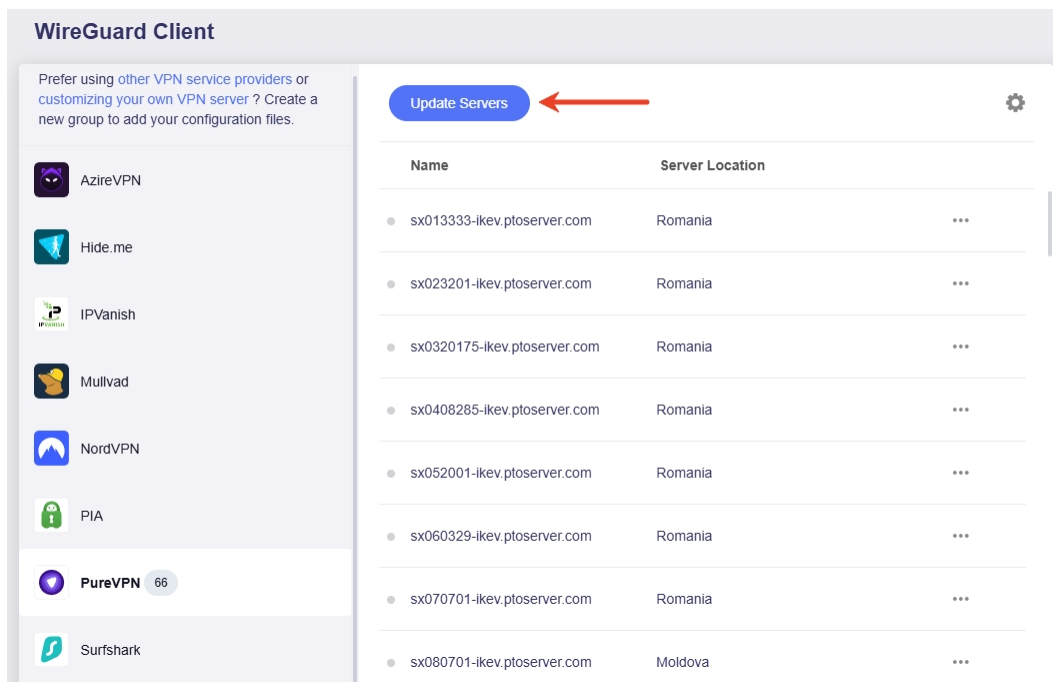 WireGuard Client
Prefer using other VPN service providers or
customizing your own VPN server ? Create a
new group to add your configuration files.
AzireVPN
Hide.me
IP
IPVANISH
IPVanish
Mullvad
NordVPN
PIA
PureVPN 66
Surfshark
Update Servers
Name Server Location
sx013333-ikev.ptoserver.com Romania
sx023201-ikev.ptoserver.com Romania
sx0320175-ikev.ptoserver.com Romania
sx0408285-ikev.ptoserver.com Romania
sx052001-ikev.ptoserver.com Romania
sx060329-ikev.ptoserver.com Romania
sx070701-ikev.ptoserver.com Romania
sx080701-ikev.ptoserver.com Moldova